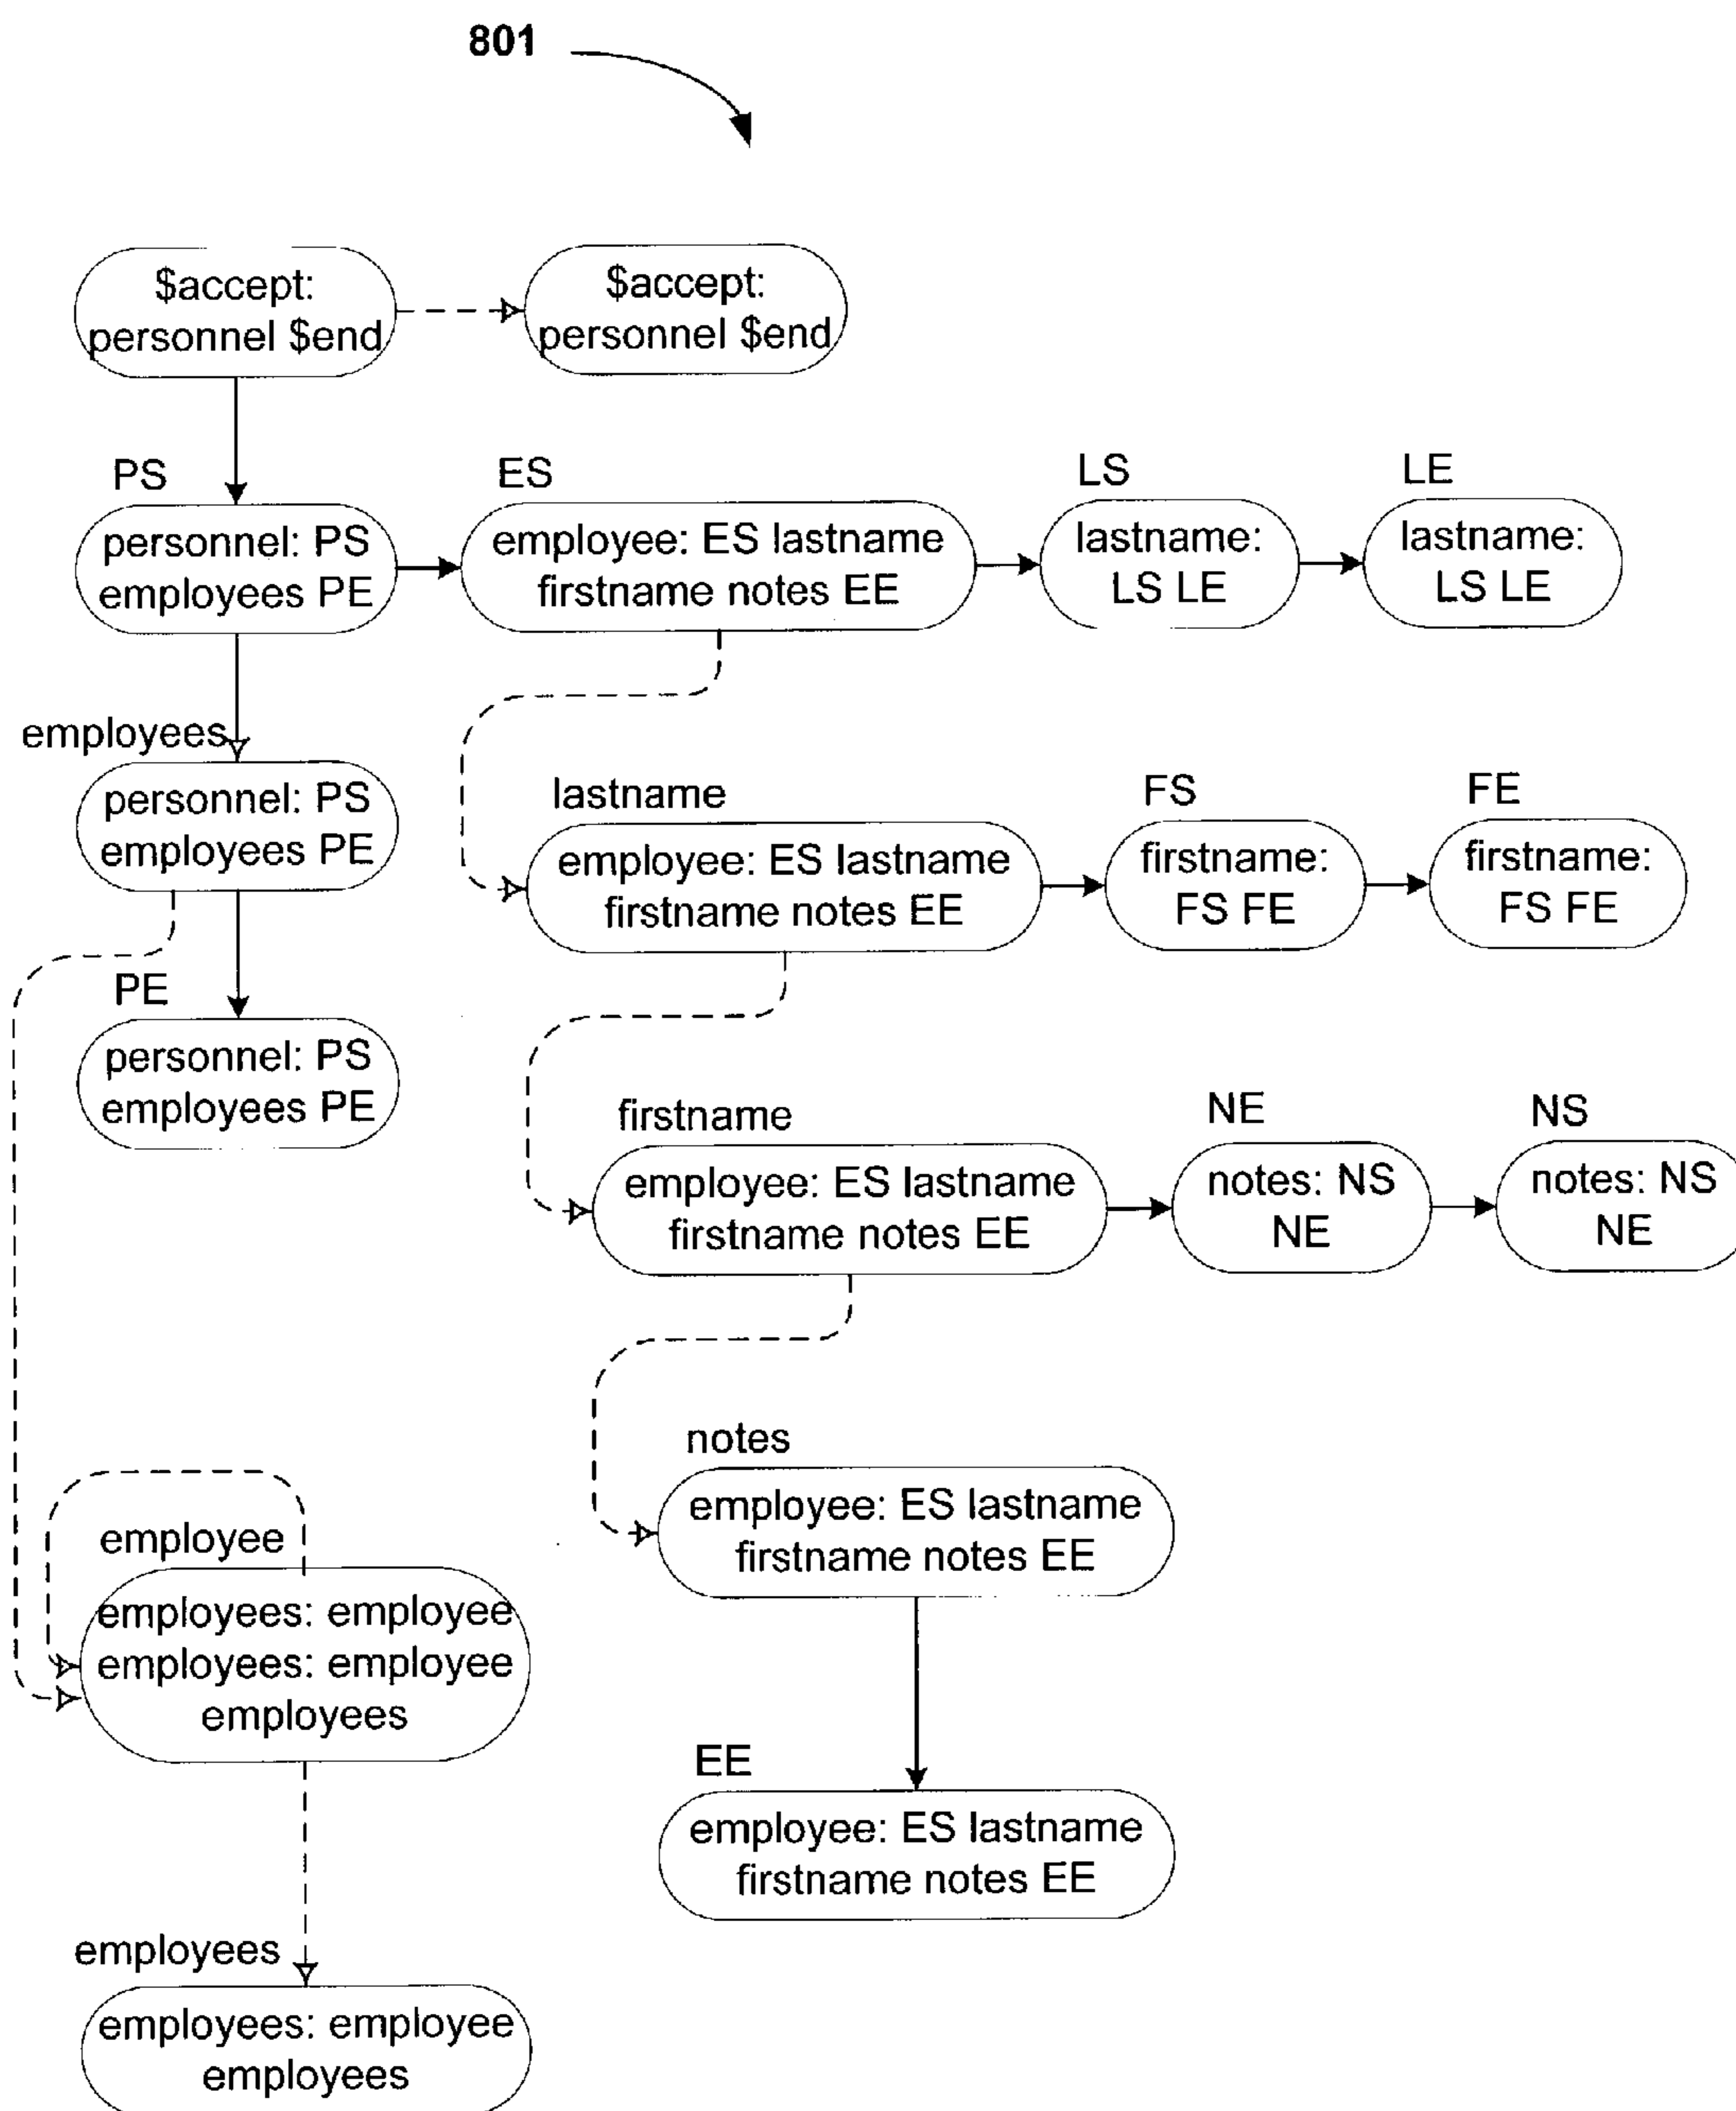 801
$accept:
personnel $end
$accept:
personnel $end
PS
personnel: PS
employees PE
ES
employee: ES lastname
firstname notes EE
LS
lastname:
LS LE
LE
lastname:
LS LE
employees
personnel: PS
employees PE
lastname
employee: ES lastname
firstname notes EE
FS
firstname:
FS FE
FE
firstname:
FS FE
PE
personnel: PS
employees PE
firstname
employee: ES lastname
firstname notes EE
NE
notes: NS
NE
NS
notes: NS
NE
notes
employee: ES lastname
firstname notes EE
employee
employees: employee
employees: employee
employees
EE
employee: ES lastname
firstname notes EE
employees
employees: employee
employees